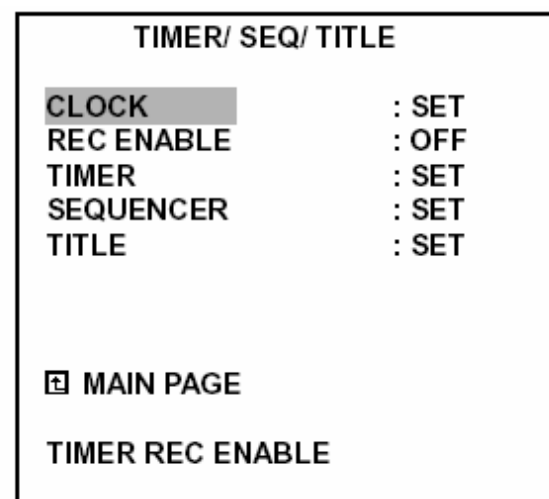 TIMER/ SEQ/ TITLE
CLOCK : SET
REC ENABLE : OFF
TIMER : SET
SEQUENCER : SET
TITLE : SET
MAIN PAGE
TIMER REC ENABLE